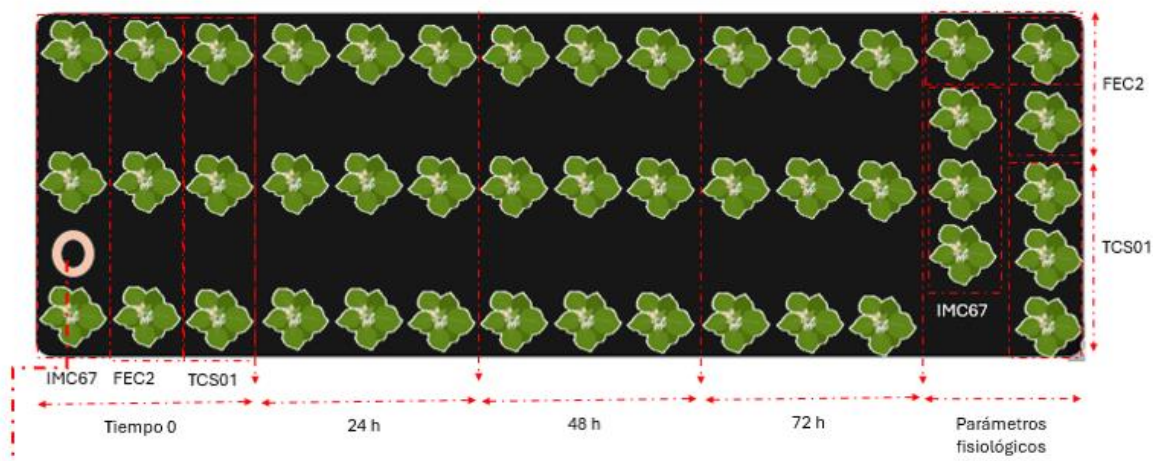 FEC2
TCS01
IMC67
IMC67 FEC2 TCS01
Tiempo 0 24 h 48 h 72 h Parámetros
fisiológicos